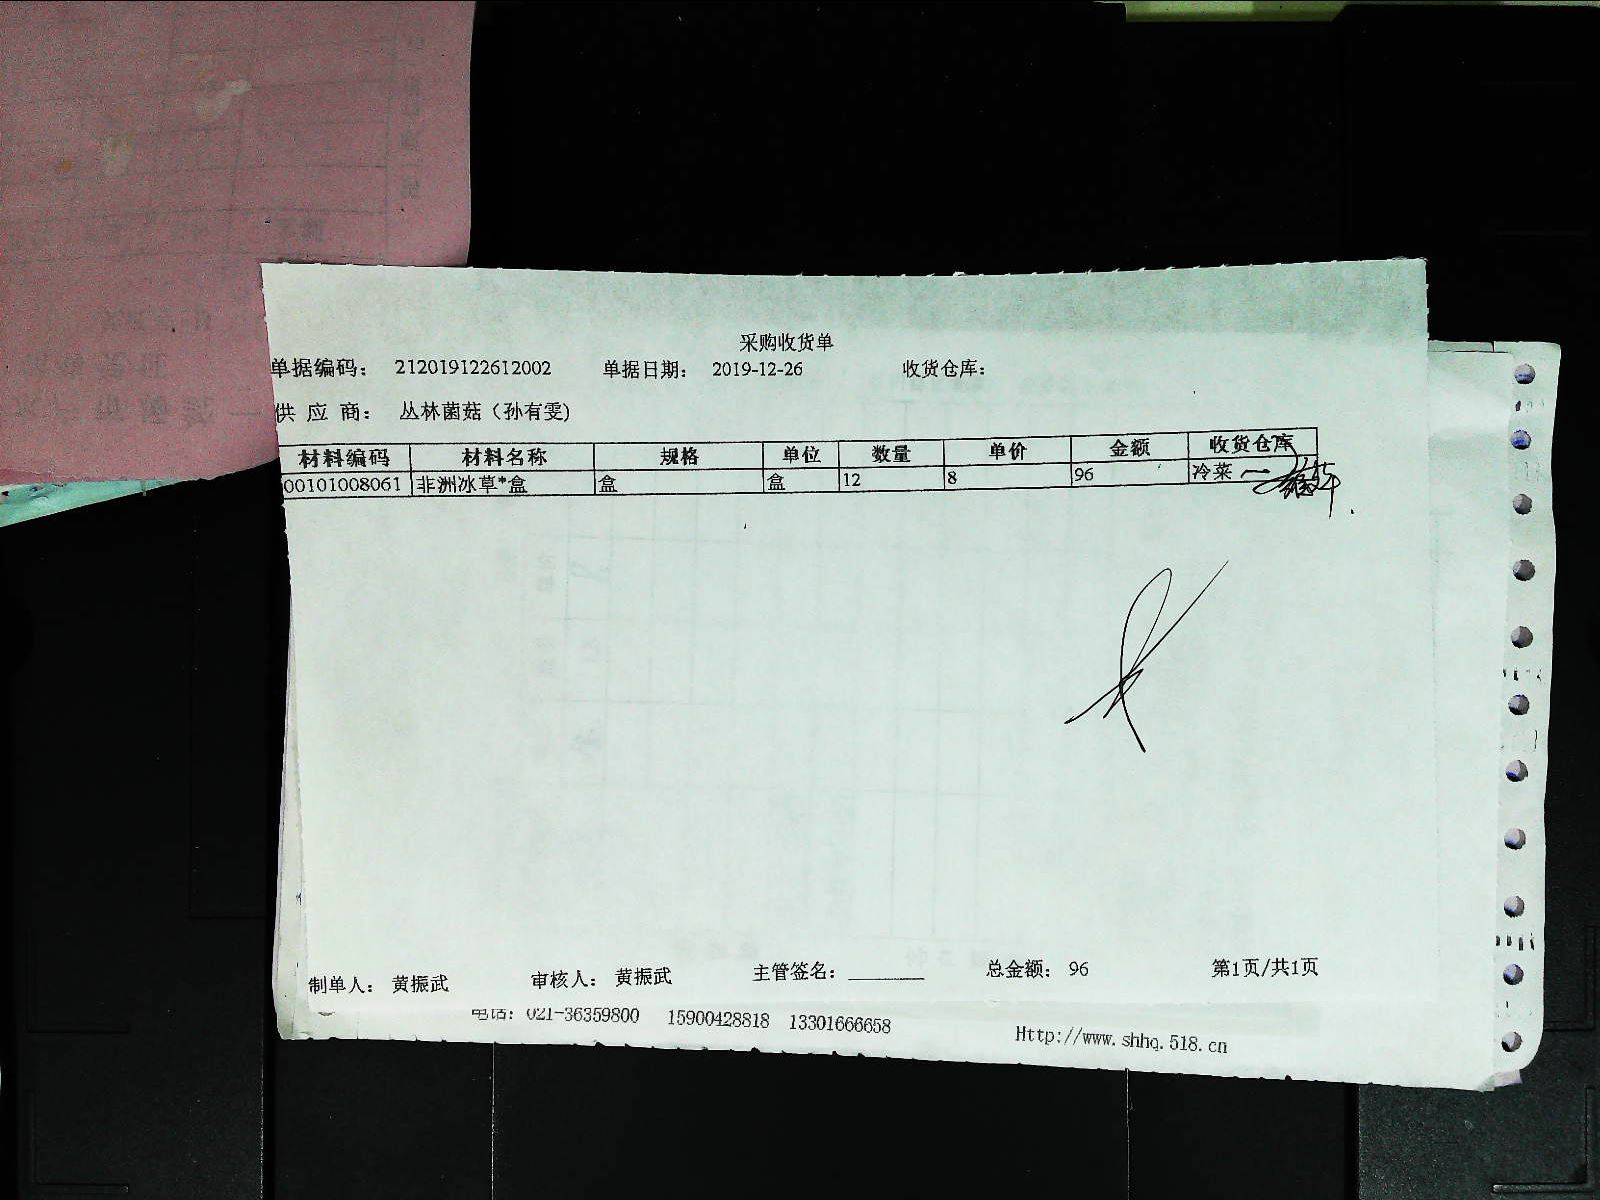 采购收货单
单据编码： 212019122612002 单据日期： 2019-12-26 收货仓库：
供 应 商： 丛林菌菇（孙有雯)
材料编码 材料名称 规格 单位 数量 单价 金额 收货仓库
00101008061 非洲冰草*盒 盒 盒 12 8 96 冷菜
制单人： 黄振武 审核人： 黄振武 主管签名： 总金额： 96 第1页/共1页
电话：021-36359800 15900428818 13301666658 Http://www.shhq.518.cn